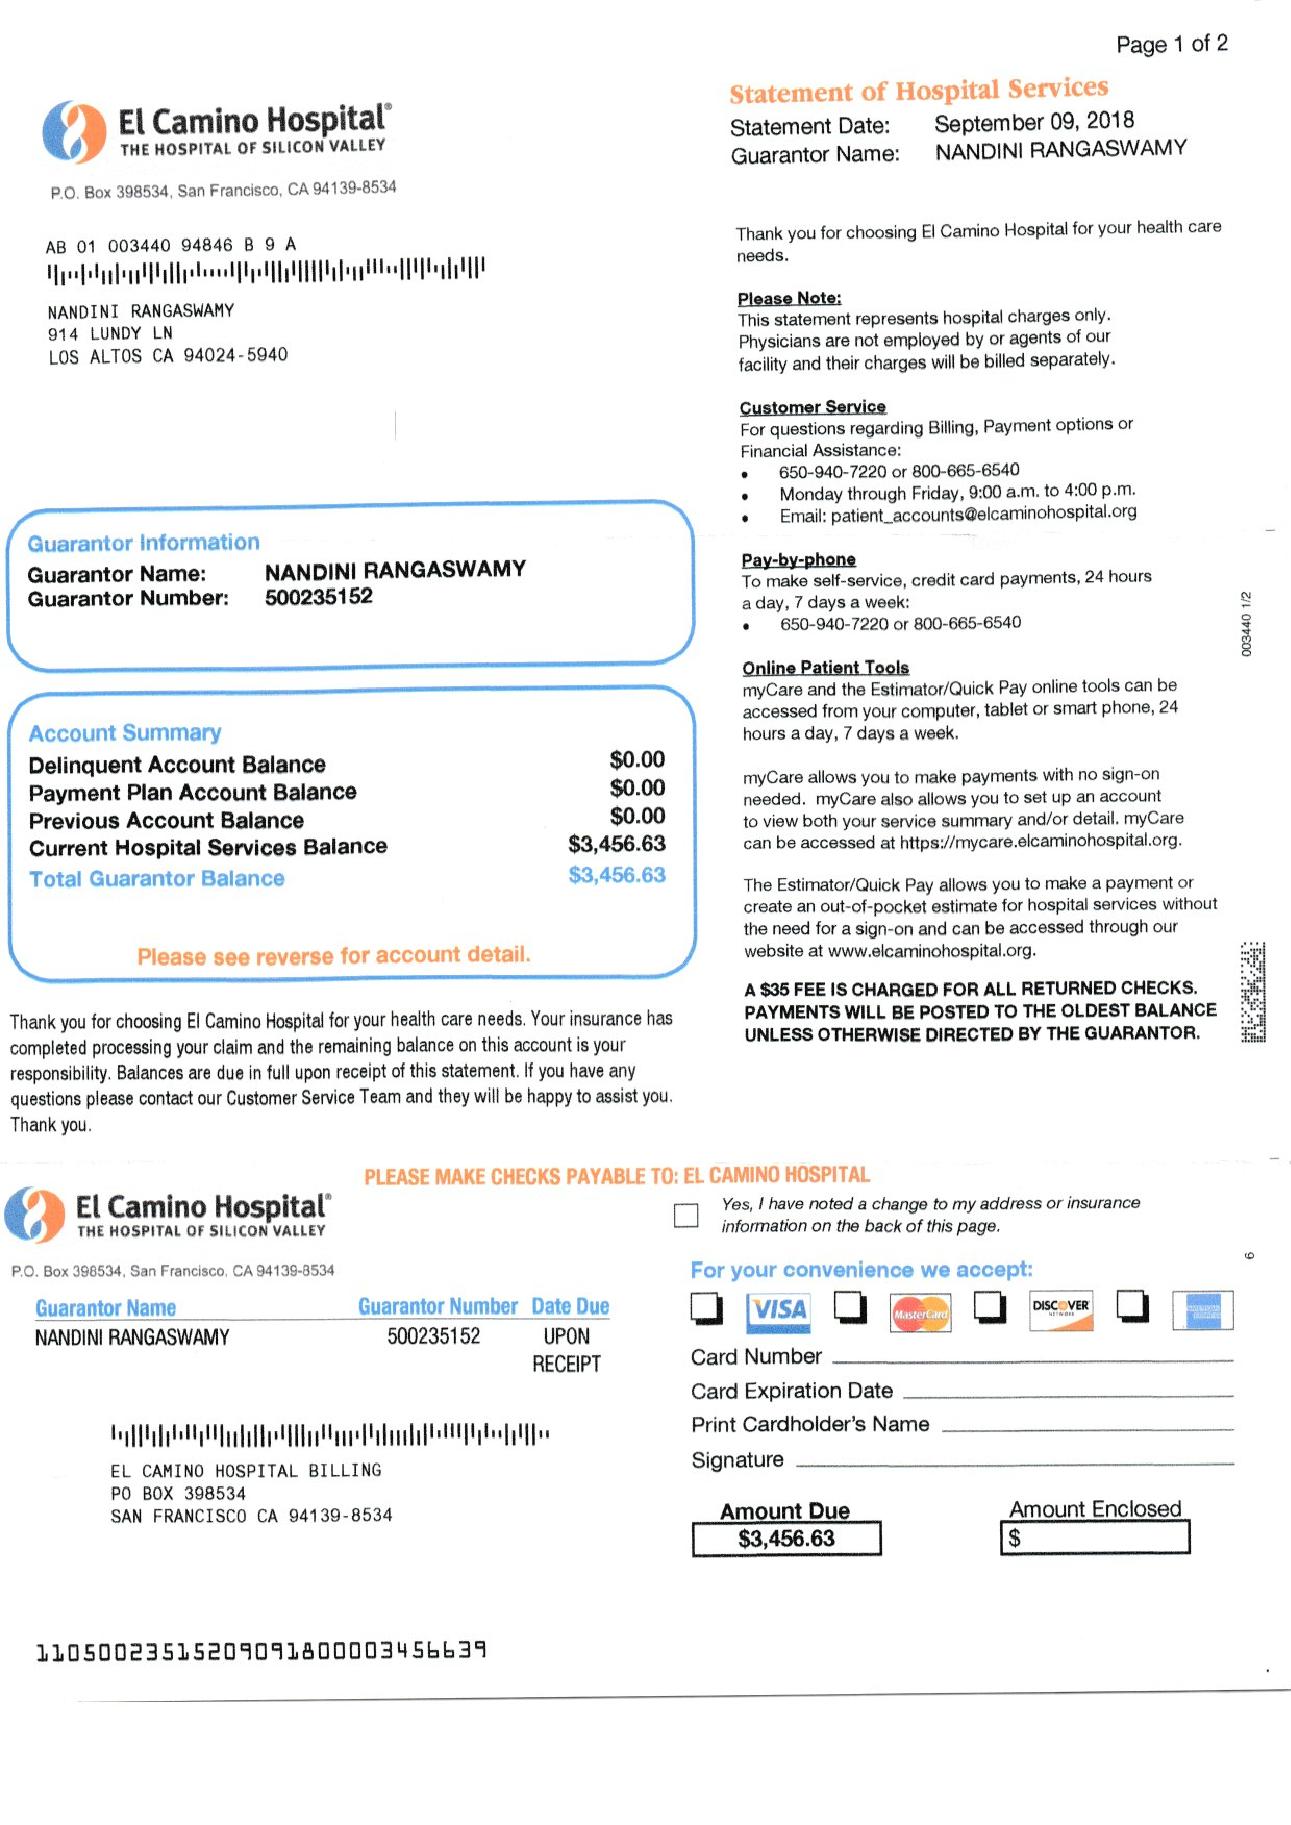 Page 1 of 2
El Camino Hospital®
THE HOSPITAL OF SILICON VALLEY
P.O. Box 398534, San Francisco, CA 94139-8534
Statement of Hospital Services
Statement Date: September 09, 2018
Guarantor Name: NANDINI RANGASWAMY
AB 01 003440 94846 B 9 A
NANDINI RANGASWAMY
914 LUNDY LN
LOS ALTOS CA 94024-5940
Thank you for choosing El Camino Hospital for your health care
needs.
Please Note:
This statement represents hospital charges only.
Physicians are not employed by or agents of our
facility and their charges will be billed separately.
Customer Service
For questions regarding Billing, Payment options or
Financial Assistance:
• 650-940-7220 or 800-665-6540
• Monday through Friday, 9:00 a.m. to 4:00 p.m.
• Email: patient_accounts@elcaminohospital.org
Pay-by-phone
To make self-service, credit card payments, 24 hours
a day, 7 days a week:
• 650-940-7220 or 800-665-6540
Online Patient Tools
myCare and the Estimator/Quick Pay online tools can be
accessed from your computer, tablet or smart phone, 24
hours a day, 7 days a week.
myCare allows you to make payments with no sign-on
needed. myCare also allows you to set up an account
to view both your service summary and/or detail. myCare
can be accessed at https://mycare.elcaminohospital.org.
The Estimator/Quick Pay allows you to make a payment or
create an out-of-pocket estimate for hospital services without
the need for a sign-on and can be accessed through our
website at www.elcaminohospital.org.
A $35 FEE IS CHARGED FOR ALL RETURNED CHECKS.
PAYMENTS WILL BE POSTED TO THE OLDEST BALANCE
UNLESS OTHERWISE DIRECTED BY THE GUARANTOR.
003440 1/2
Guarantor Information
Guarantor Name: NANDINI RANGASWAMY
Guarantor Number: 500235152
Account Summary
Delinquent Account Balance $0.00
Payment Plan Account Balance $0.00
Previous Account Balance $0.00
Current Hospital Services Balance $3,456.63
Total Guarantor Balance $3,456.63
Please see reverse for account detail.
Thank you for choosing El Camino Hospital for your health care needs. Your insurance has
completed processing your claim and the remaining balance on this account is your
responsibility. Balances are due in full upon receipt of this statement. If you have any
questions please contact our Customer Service Team and they will be happy to assist you.
Thank you.
PLEASE MAKE CHECKS PAYABLE TO: EL CAMINO HOSPITAL
El Camino Hospital®
THE HOSPITAL OF SILICON VALLEY
P.O. Box 398534, San Francisco, CA 94139-8534
Yes, I have noted a change to my address or insurance
information on the back of this page.
6
Guarantor Name Guarantor Number Date Due
NANDINI RANGASWAMY 500235152 UPON
RECEIPT
For your convenience we accept:
VISA MasterCard DISCOVER
Card Number
Card Expiration Date
Print Cardholder's Name
Signature
EL CAMINO HOSPITAL BILLING
PO BOX 398534
SAN FRANCISCO CA 94139-8534
Amount Due Amount Enclosed
$3,456.63 $
11050023515209091800003456639